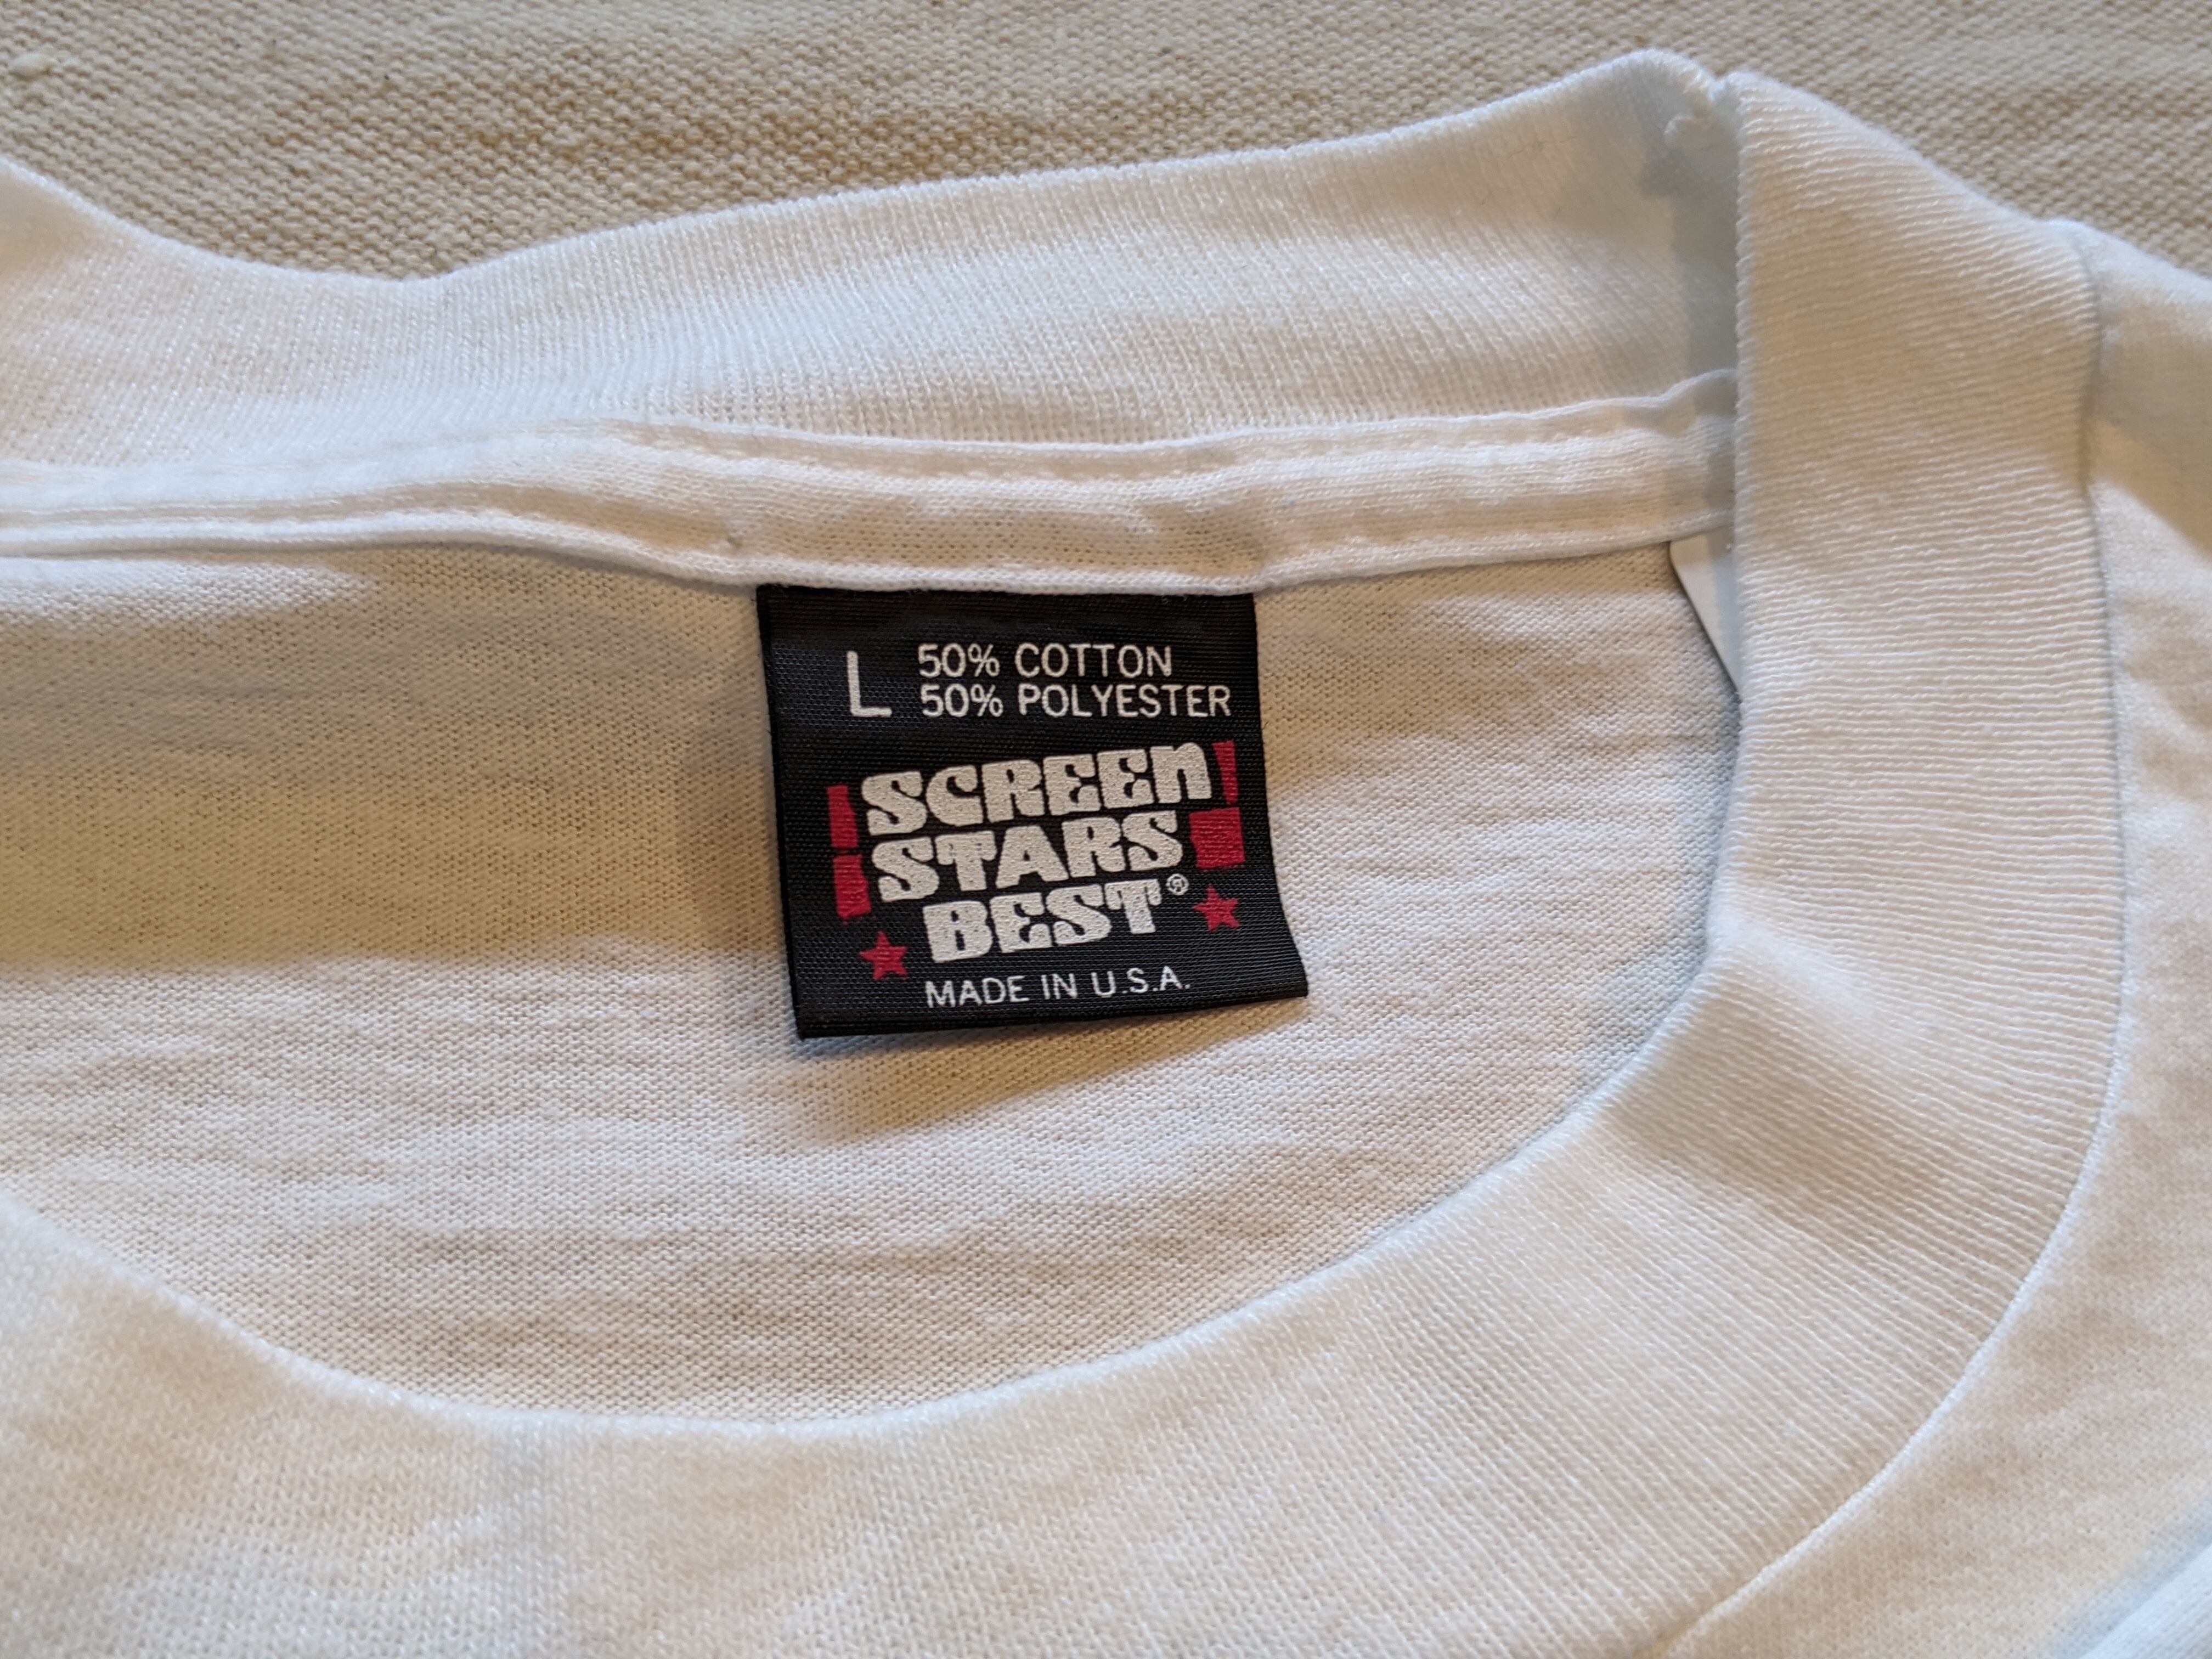 L 50% COTTON
50% POLYESTER
SCREEN
STARS
BEST®
MADE IN U.S.A.